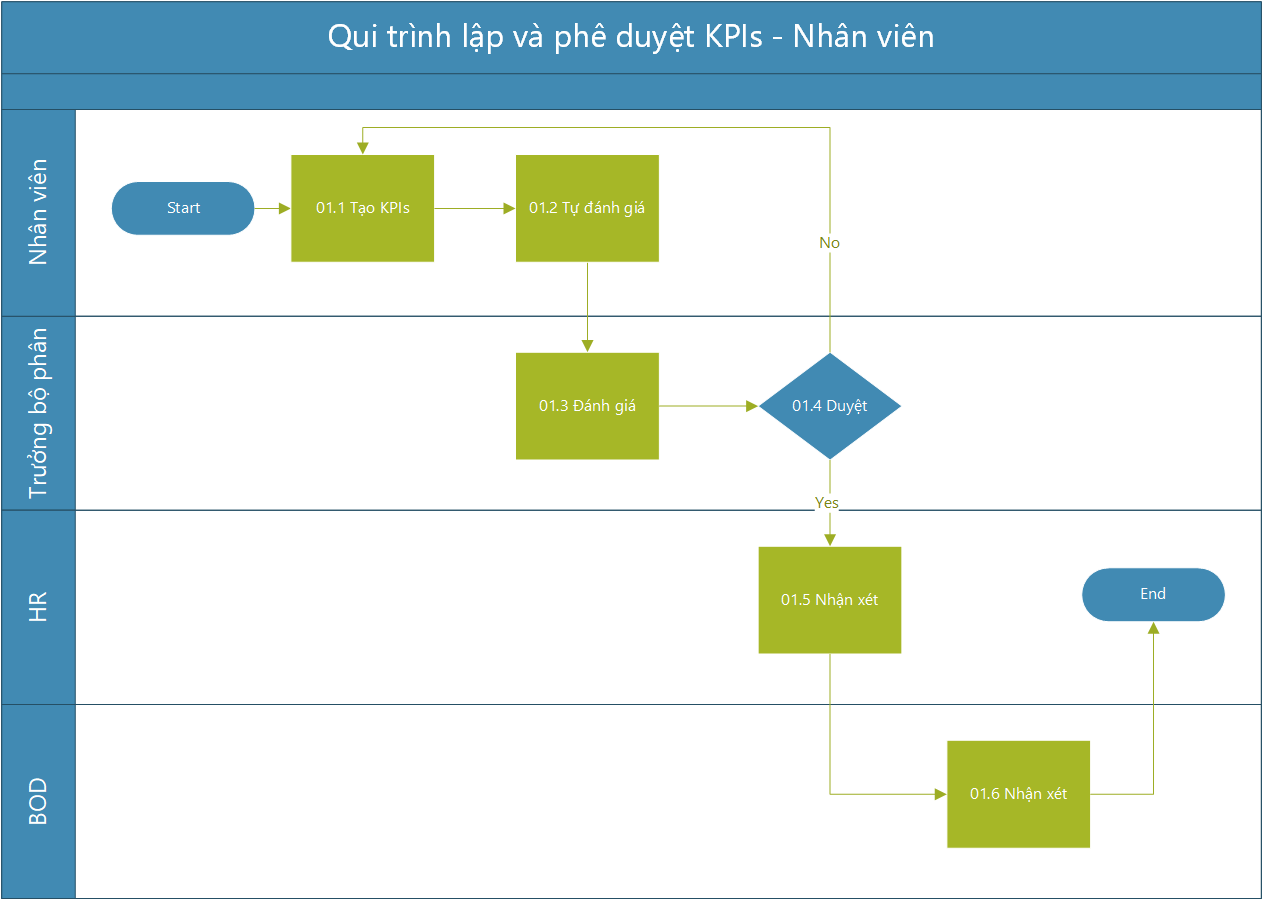 Qui trình lập và phê duyệt KPIs - Nhân viên
Nhân viên
Start
01.1 Tạo KPIs
01.2 Tự đánh giá
No
Trưởng bộ phân
01.3 Đánh giá
01.4 Duyệt
Yes
HR
01.5 Nhận xét
End
BOD
01.6 Nhận xét